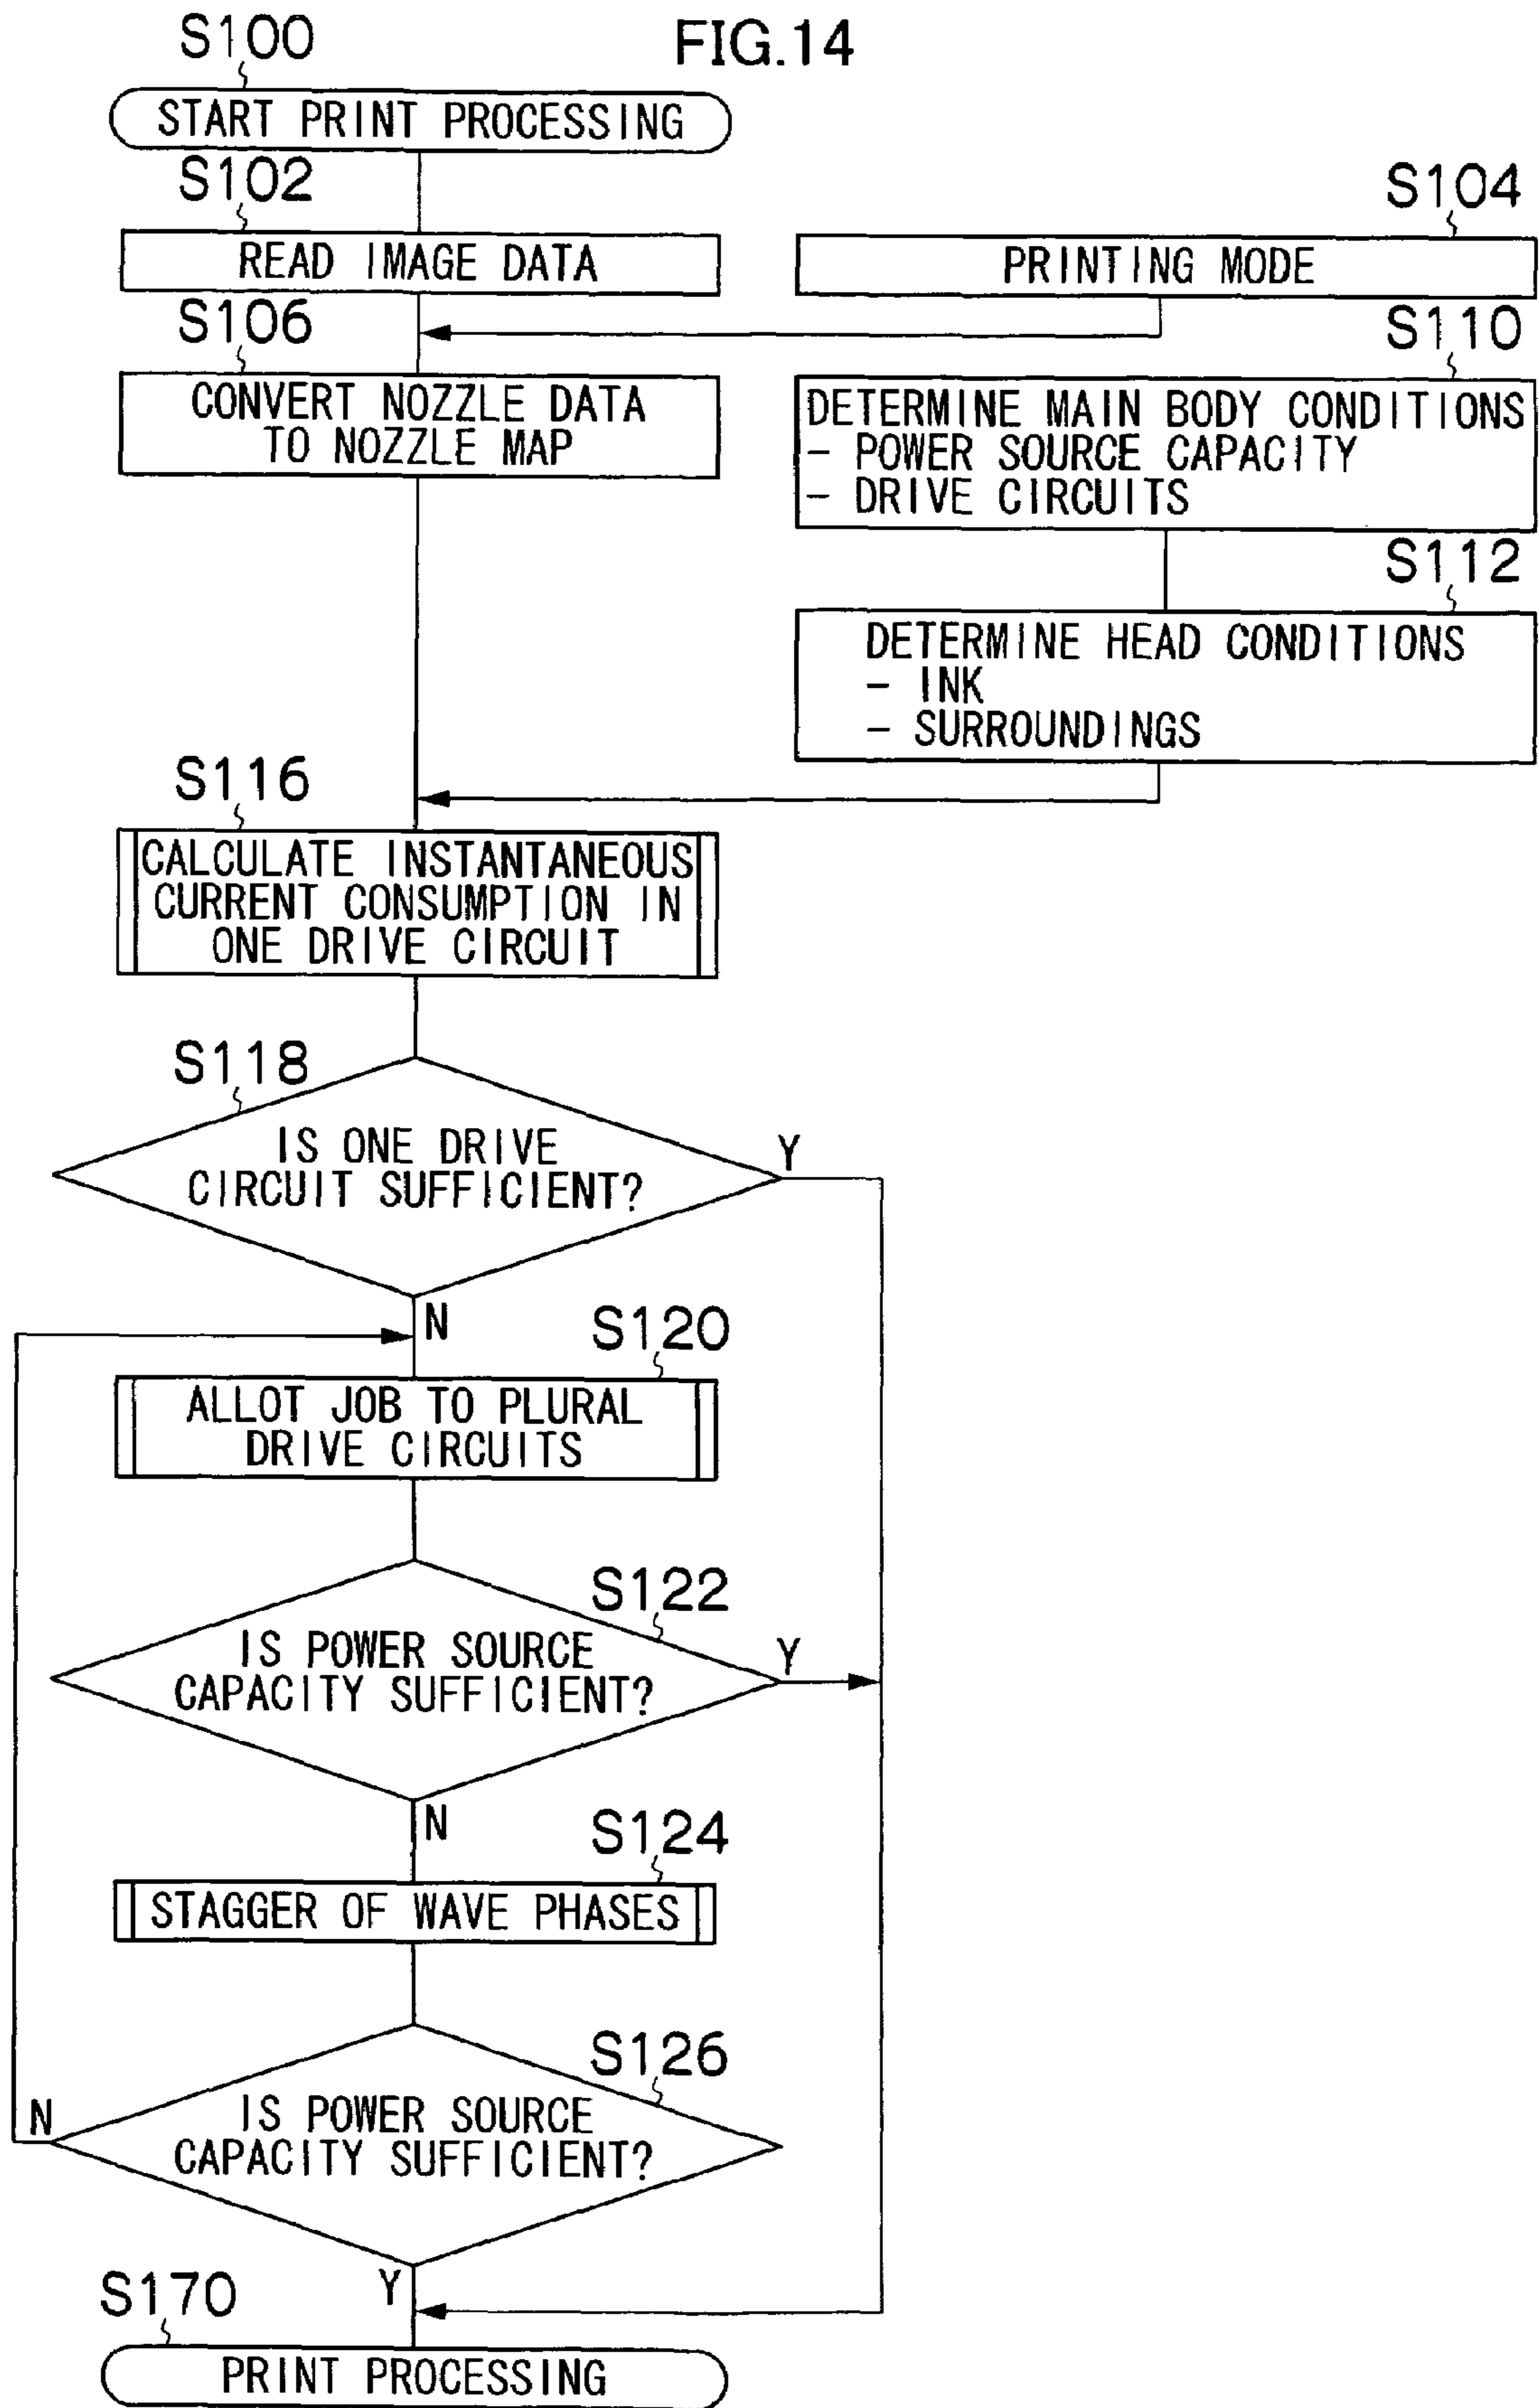 FIG.14
S100
START PRINT PROCESSING
S102
READ IMAGE DATA
S104
PRINTING MODE
S106
CONVERT NOZZLE DATA
TO NOZZLE MAP
S110
DETERMINE MAIN BODY CONDITIONS
- POWER SOURCE CAPACITY
- DRIVE CIRCUITS
S112
DETERMINE HEAD CONDITIONS
- INK
- SURROUNDINGS
S116
CALCULATE INSTANTANEOUS
CURRENT CONSUMPTION IN
ONE DRIVE CIRCUIT
S118
IS ONE DRIVE
CIRCUIT SUFFICIENT?
Y
N
S120
ALLOT JOB TO PLURAL
DRIVE CIRCUITS
S122
IS POWER SOURCE
CAPACITY SUFFICIENT?
Y
N
S124
STAGGER OF WAVE PHASES
S126
IS POWER SOURCE
CAPACITY SUFFICIENT?
N
Y
S170
PRINT PROCESSING